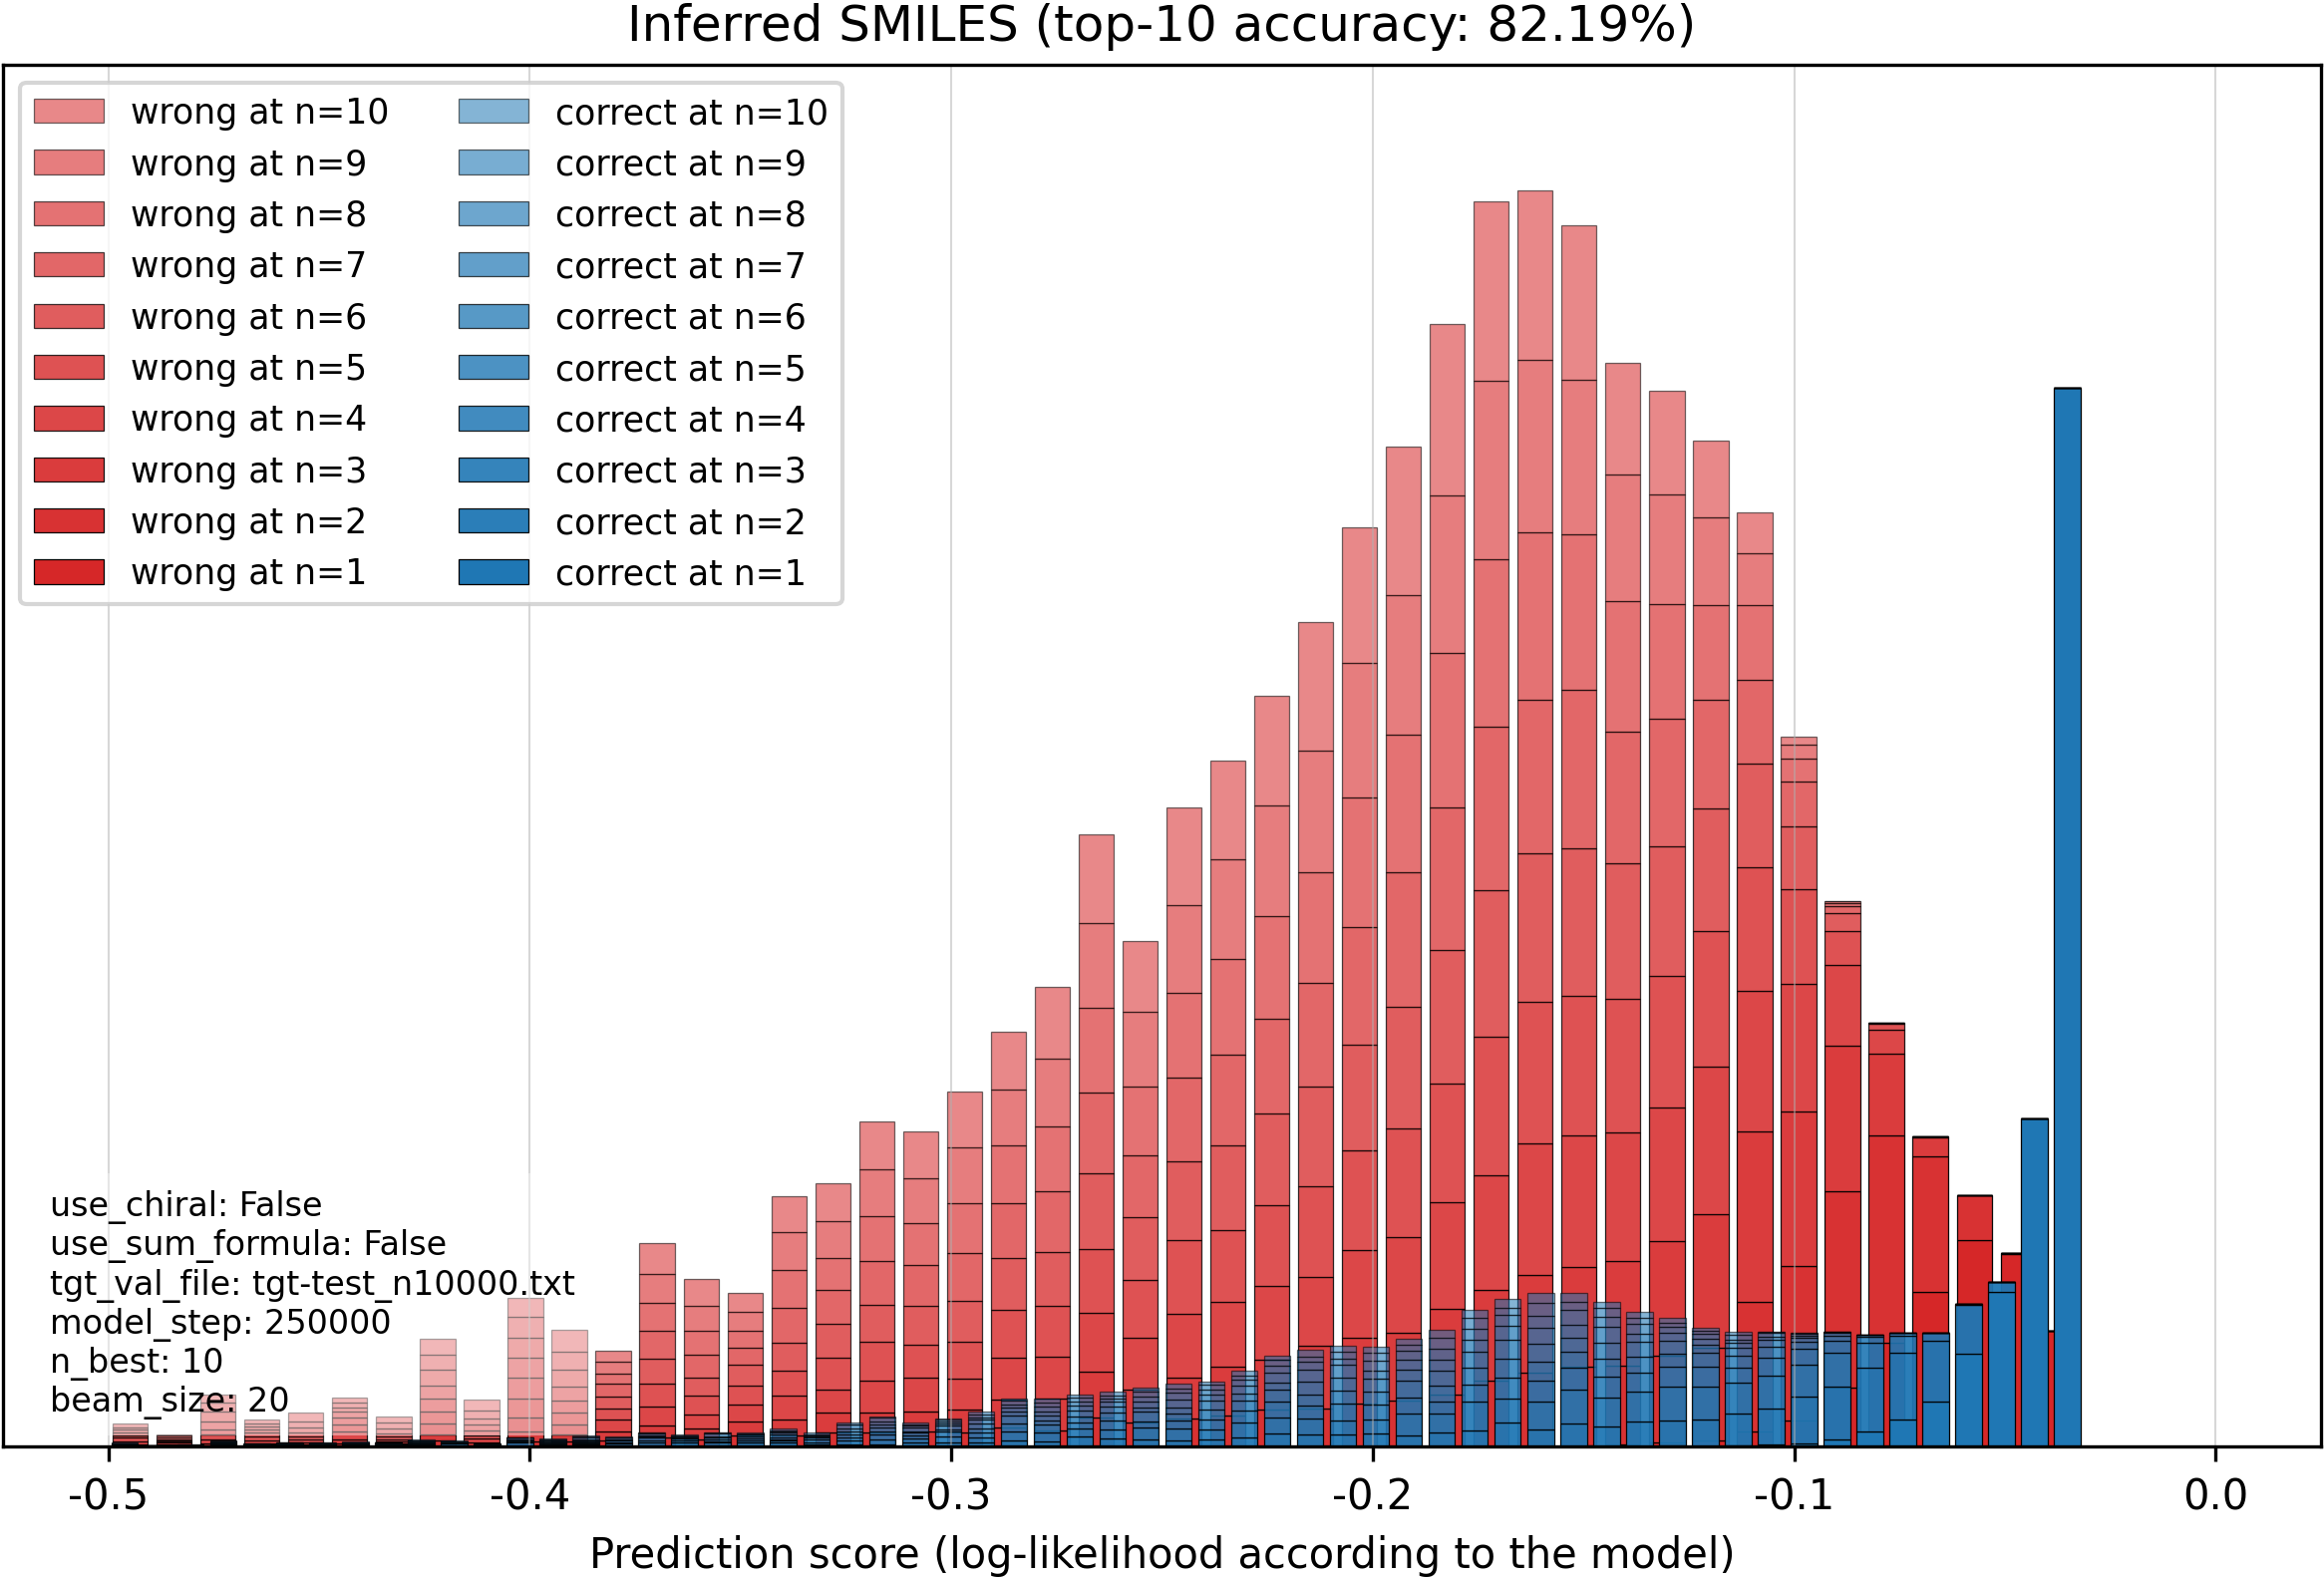 Inferred SMILES (top-10 accuracy: 82.19%)
wrong at n=10 correct at n=10
wrong at n=9 correct at n=9
wrong at n=8 correct at n=8
wrong at n=7 correct at n=7
wrong at n=6 correct at n=6
wrong at n=5 correct at n=5
wrong at n=4 correct at n=4
wrong at n=3 correct at n=3
wrong at n=2 correct at n=2
wrong at n=1 correct at n=1
use_chiral: False
use_sum_formula: False
tgt_val_file: tgt-test_n10000.txt
model_step: 250000
n_best: 10
beam_size: 20
-0.5 -0.4 -0.3 -0.2 -0.1 0.0
Prediction score (log-likelihood according to the model)